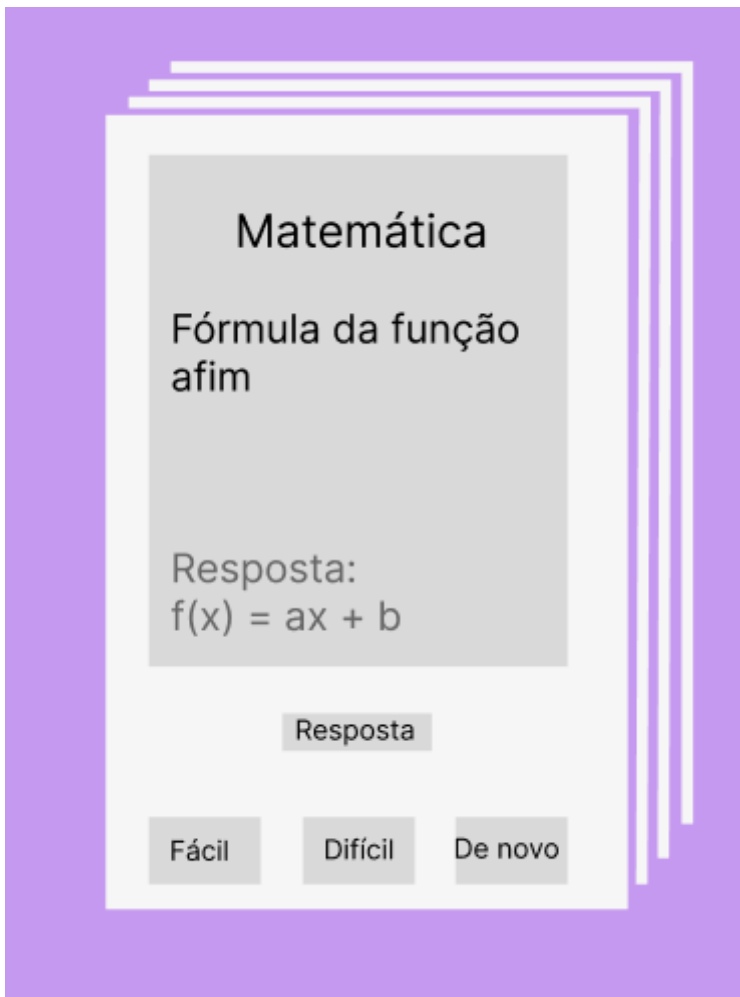 Matemática
Fórmula da função
afim
Resposta:
f(x) = ax + b
Resposta
Fácil
Difícil
De novo